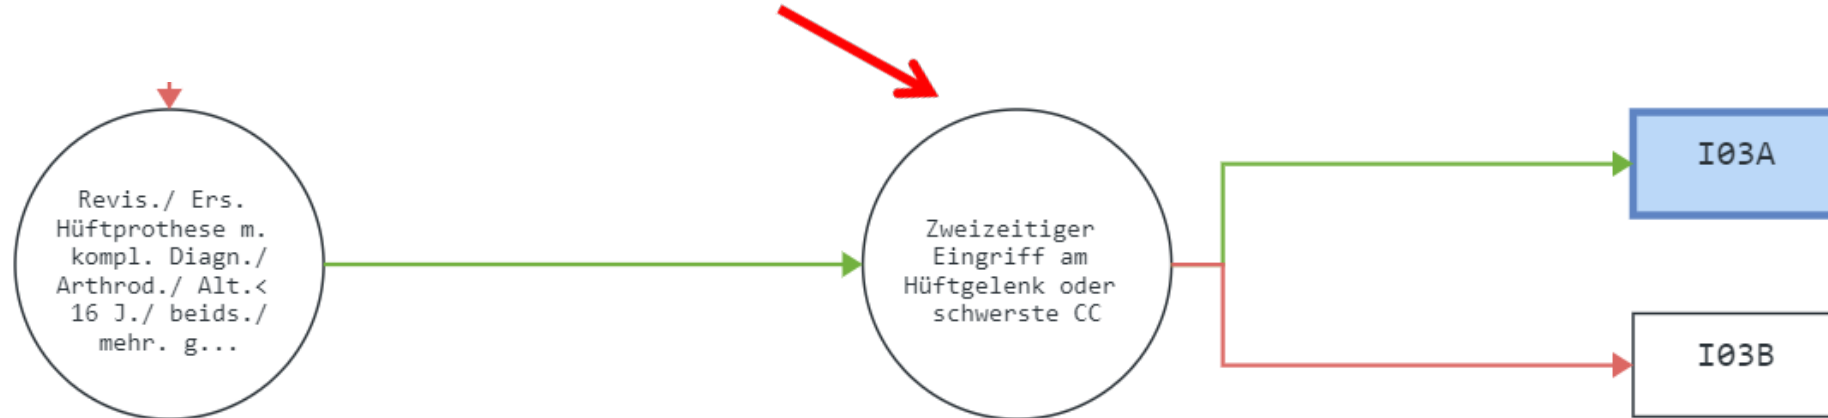 Revis./ Ers.
Hüftprothese m.
kompl. Diagn./
Arthrod./ Alt.<
16 J./ beids./
mehr. g...
Zweizeitiger
Eingriff am
Hüftgelenk oder
schwerste CC
I03A
I03B